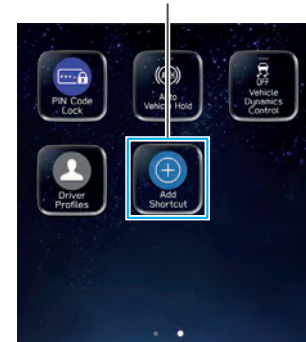 PIN Code
Lock
Auto
Vehicle Hold
OFF
Vehicle
Dynamics
Control
Driver
Profiles
Add
Shortcut